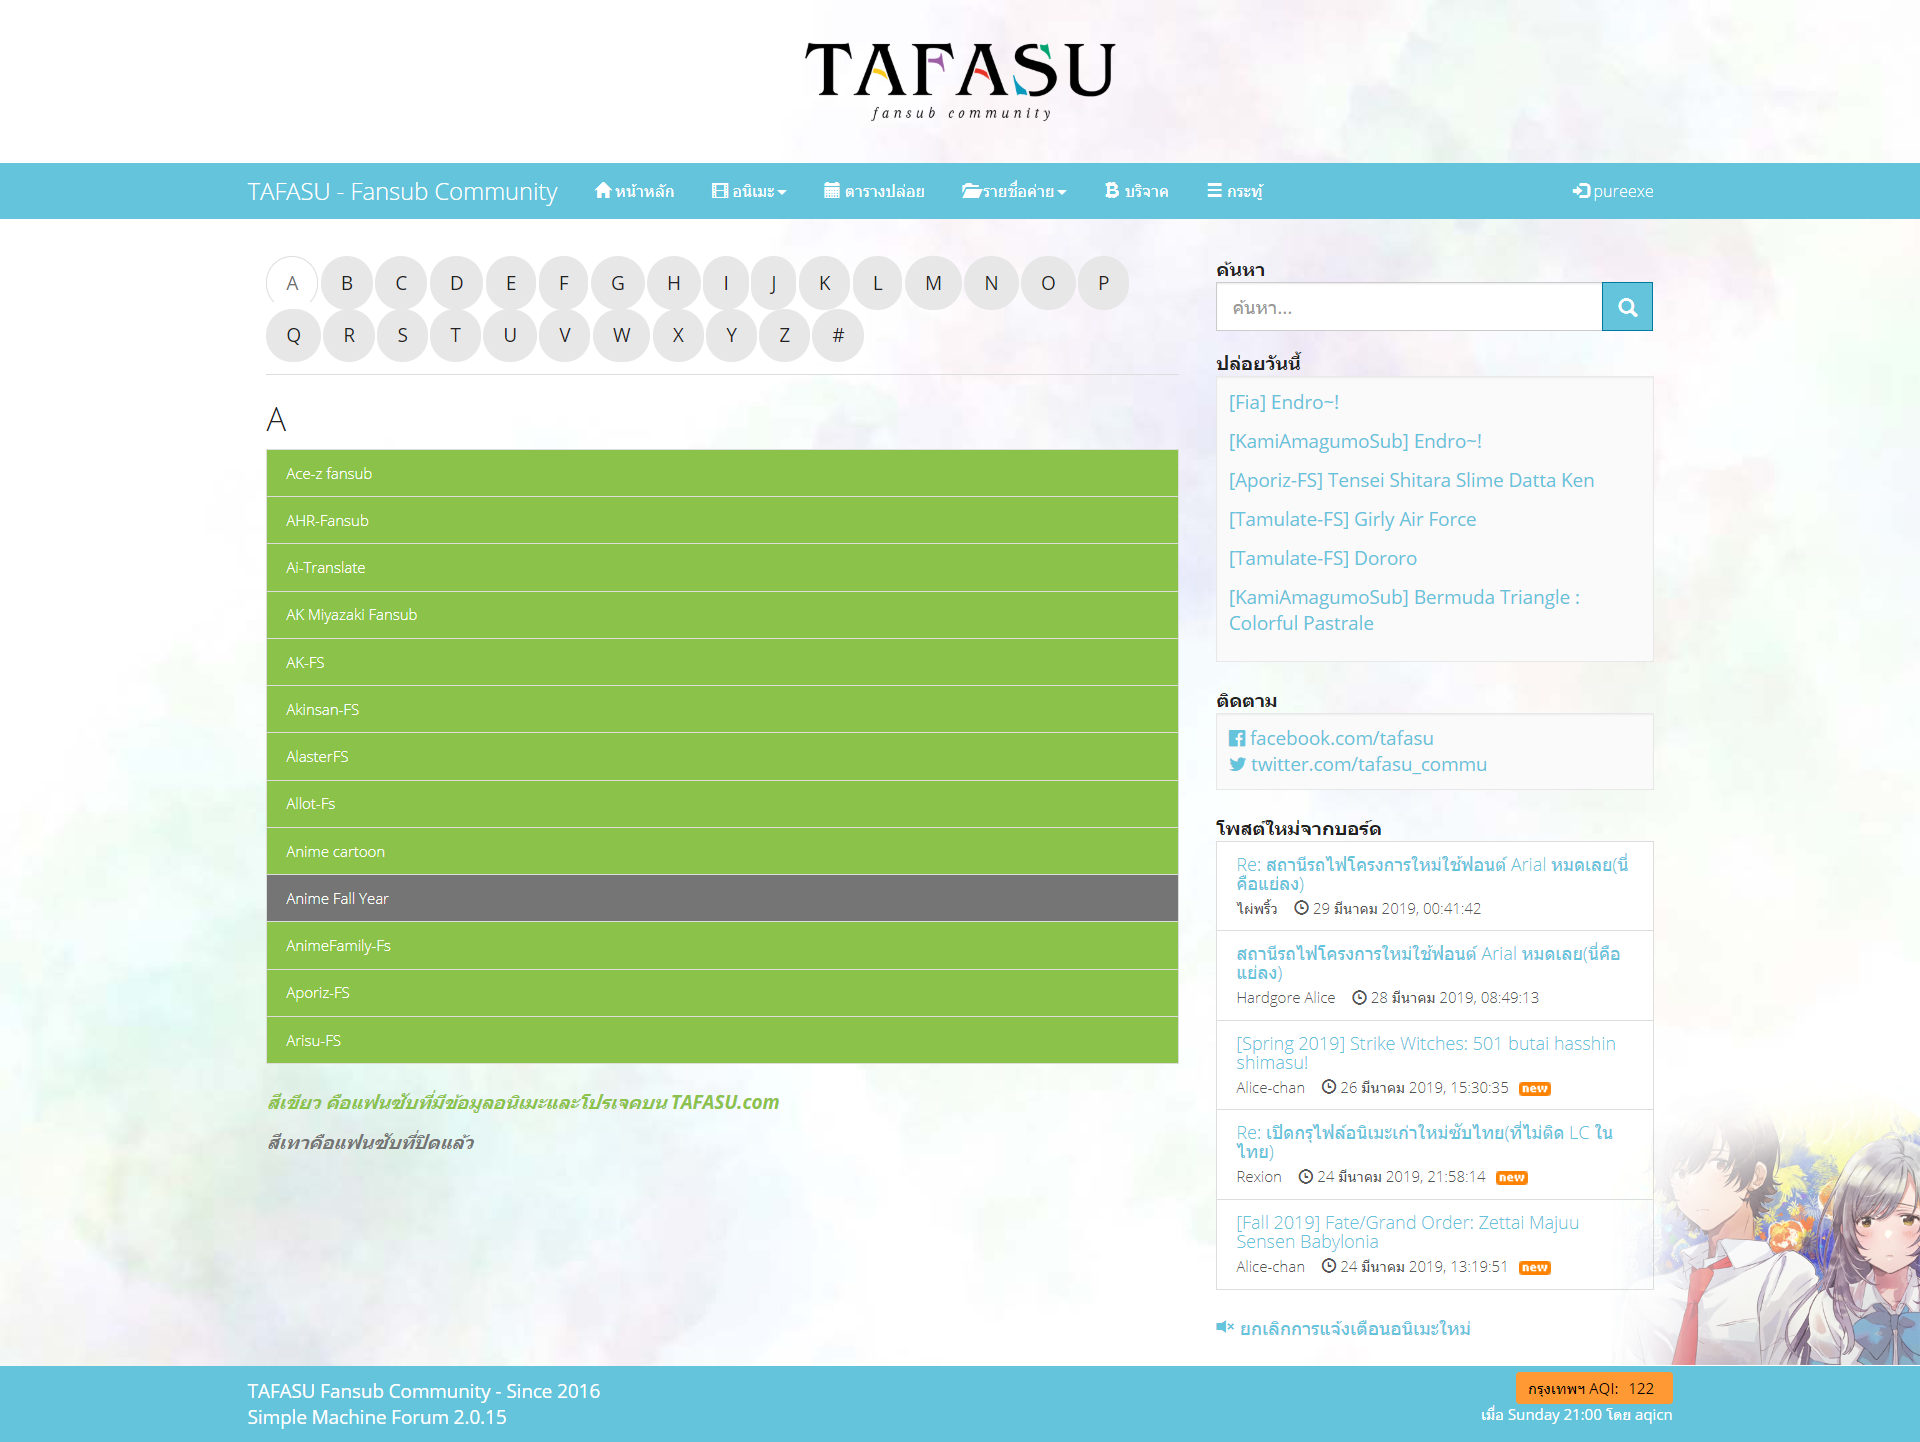 TAFASU
fansub community
TAFASU - Fansub Community
หน้าหลัก
อนิเมะ
ตารางปล่อย
รายชื่อค่าย
บริจาค
กระทู้
pureexe
A B C D E F G H I J K L M N O P
Q R S T U V W X Y Z #
A
Ace-z fansub
AHR-Fansub
Ai-Translate
AK Miyazaki Fansub
AK-FS
Akinsan-FS
AlasterFS
Allot-Fs
Anime cartoon
Anime Fall Year
AnimeFamily-Fs
Aporiz-FS
Arisu-FS
สีเขียว คือแฟนซับที่มีข้อมูลอนิเมะและโปรเจคบน TAFASU.com
สีเทาคือแฟนซับที่ปิดแล้ว
ค้นหา
ค้นหา...
ปล่อยวันนี้
[Fia] Endro~!
[KamiAmagumoSub] Endro~!
[Aporiz-FS] Tensei Shitara Slime Datta Ken
[Tamulate-FS] Girly Air Force
[Tamulate-FS] Dororo
[KamiAmagumoSub] Bermuda Triangle :
Colorful Pastrale
ติดตาม
facebook.com/tafasu
twitter.com/tafasu_commu
โพสต์ใหม่จากบอร์ด
Re: สถานีรถไฟโครงการใหม่ใช้ฟอนต์ Arial หมดเลย(นี่
คือแย่ลง)
ไผ่พริ้ว 29 มีนาคม 2019, 00:41:42
สถานีรถไฟโครงการใหม่ใช้ฟอนต์ Arial หมดเลย(นี่คือ
แย่ลง)
Hardgore Alice 28 มีนาคม 2019, 08:49:13
[Spring 2019] Strike Witches: 501 butai hasshin
shimasu!
Alice-chan 26 มีนาคม 2019, 15:30:35 new
Re: เปิดกรุไฟล์อนิเมะเก่าใหม่ซับไทย(ที่ไม่ติด LC ใน
ไทย)
Rexion 24 มีนาคม 2019, 21:58:14 new
[Fall 2019] Fate/Grand Order: Zettai Majuu
Sensen Babylonia
Alice-chan 24 มีนาคม 2019, 13:19:51 new
ยกเลิกการแจ้งเตือนอนิเมะใหม่
TAFASU Fansub Community - Since 2016
Simple Machine Forum 2.0.15
กรุงเทพฯ AQI: 122
เมื่อ Sunday 21:00 โดย aqicn